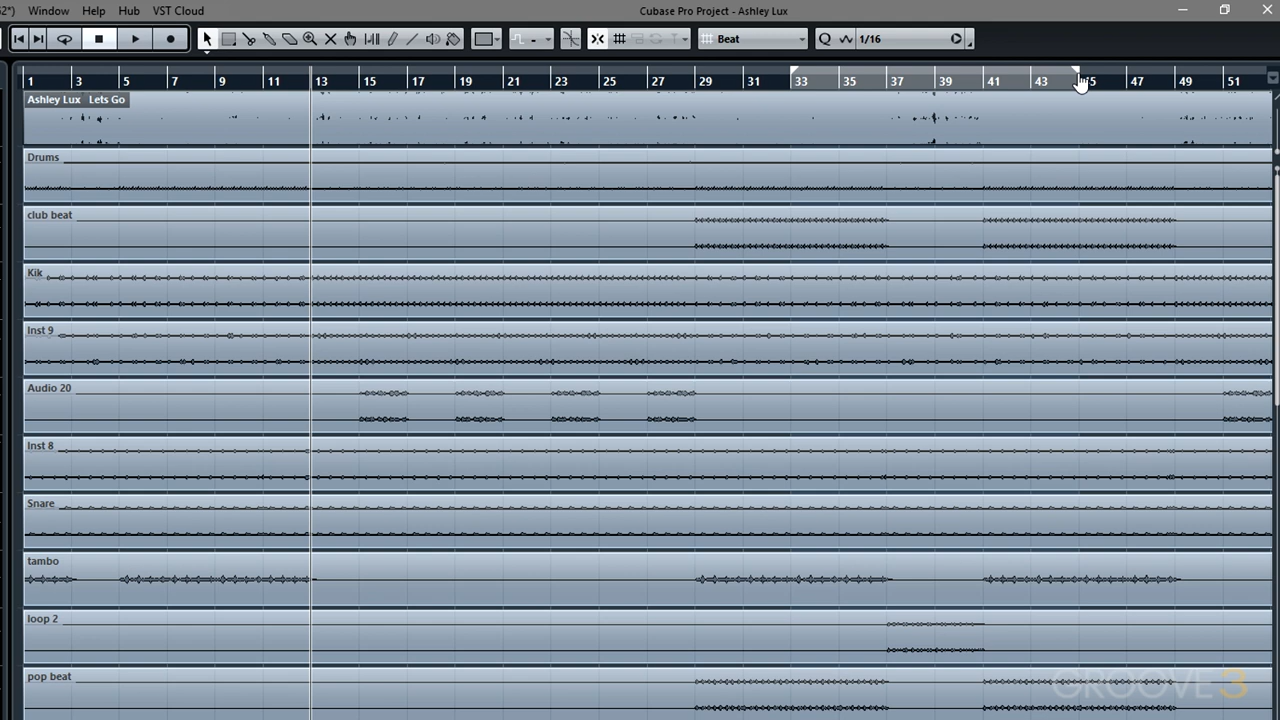 2*) Window Media Hub VST Cloud Cubase Pro Project - Ashley Lux
Beat Q 1/16
1 3 5 7 9 11 13 15 17 19 21 23 25 27 29 31 33 35 37 39 41 43 45 47 49 51
Ashley Lux Lets Go
Drums
club beat
Kik
Inst 9
Audio 20
Inst 8
Snare
tambo
loop 2
pop beat
GROOVE3